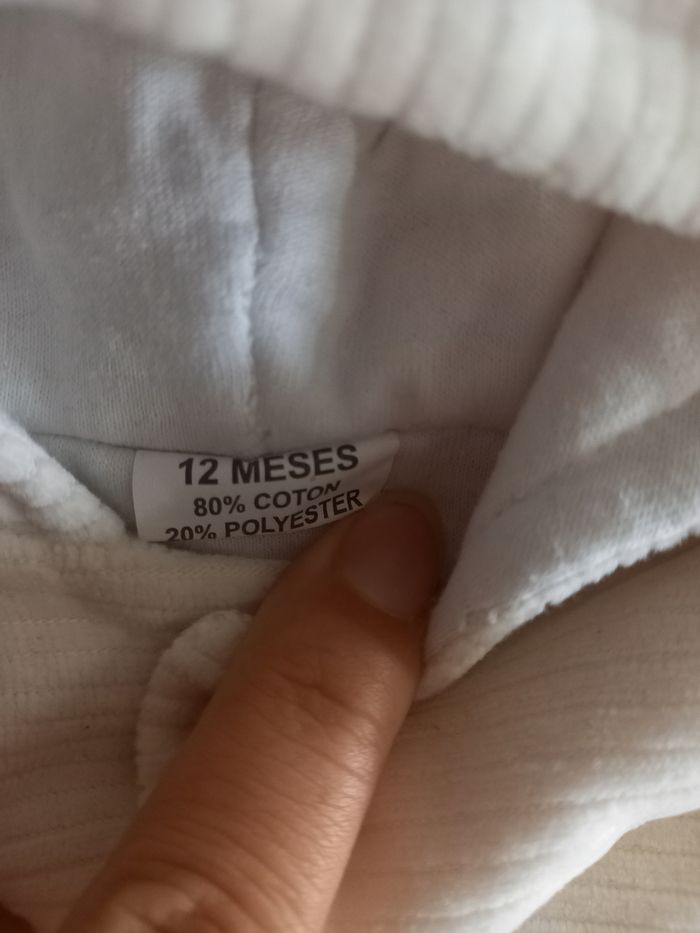 12 MESES
80% COTON
20% POLYESTER